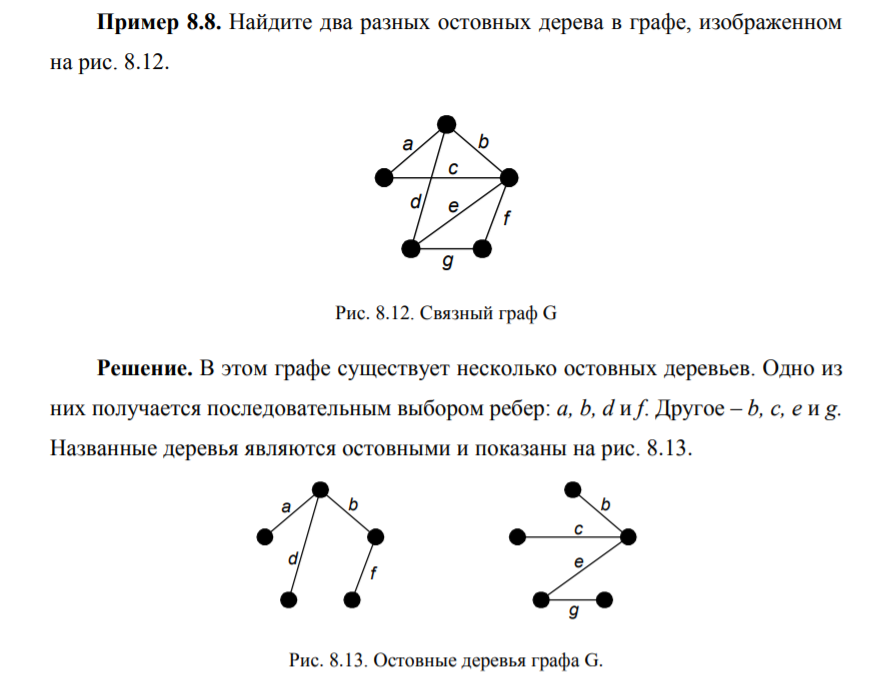 Пример 8.8. Найдите два разных остовных дерева в графе, изображенном
на рис. 8.12.
a
b
c
d
e
f
g
Рис. 8.12. Связный граф G
Решение. В этом графе существует несколько остовных деревьев. Одно из
них получается последовательным выбором ребер: a, b, d и f. Другое – b, c, e и g.
Названные деревья являются остовными и показаны на рис. 8.13.
a
b
d
f
b
c
e
g
Рис. 8.13. Остовные деревья графа G.